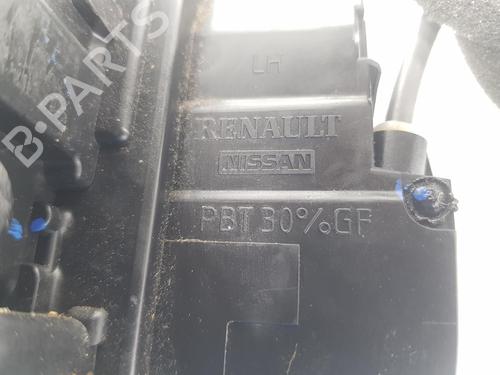 LH
RENAULT
NISSAN
PBT 30%GF
B-PARTS